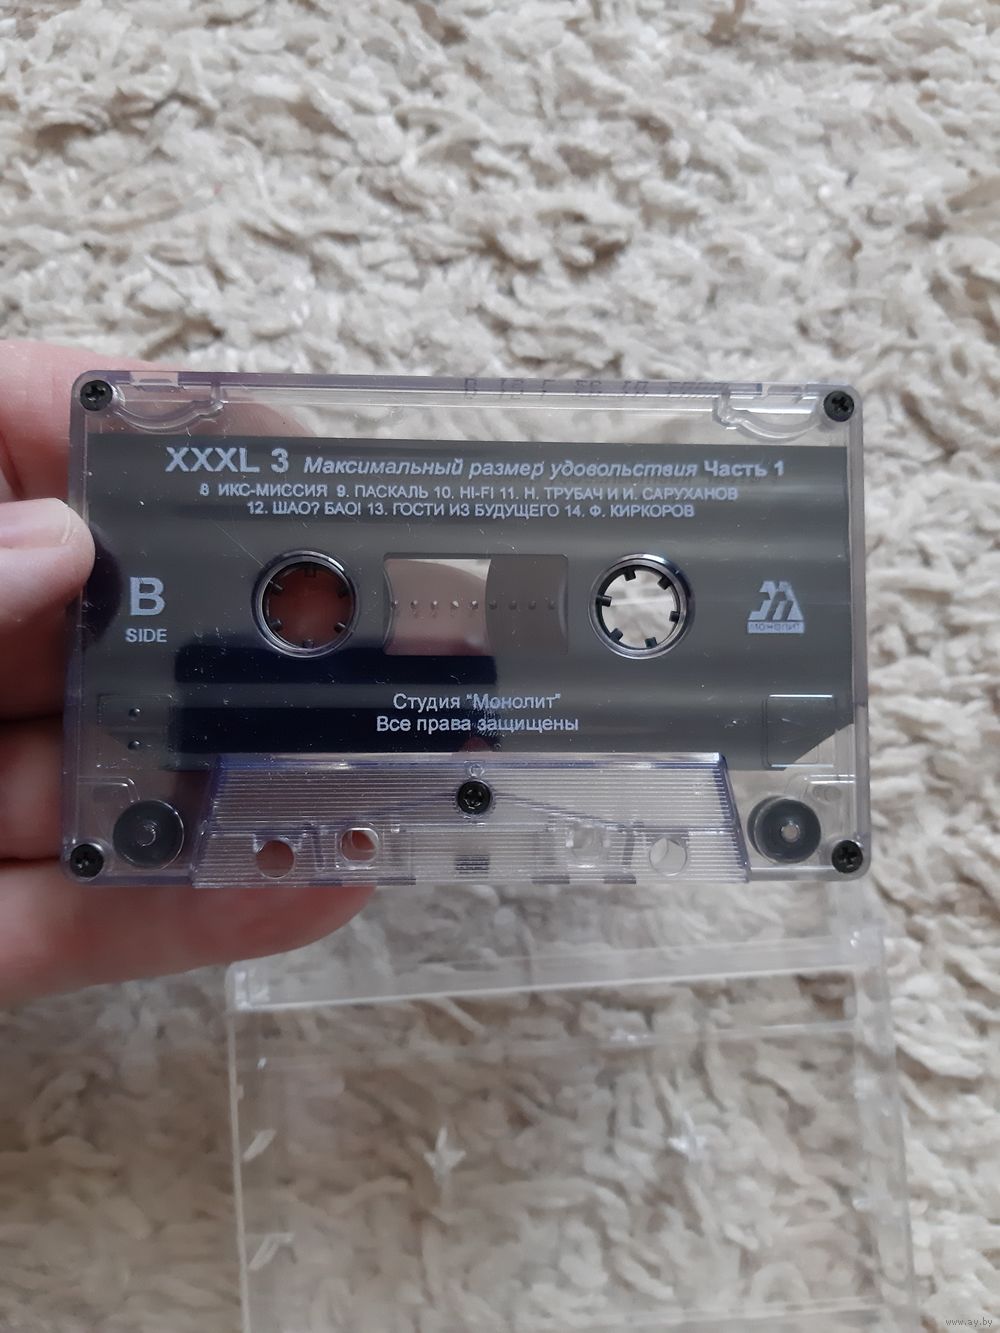 XXXL 3 Максимальный размер удовольствия Часть 1
8 ИКС-МИССИЯ 9. ПАСКАЛЬ 10. HI-FI 11. Н. ТРУБАЧ И И. САРУХАНОВ
12. ШАО? БАО! 13. ГОСТИ ИЗ БУДУЩЕГО 14. Ф. КИРКОРОВ
B
SIDE
МОНОЛИТ
Студия "Монолит"
Все права защищены
www.ay.by